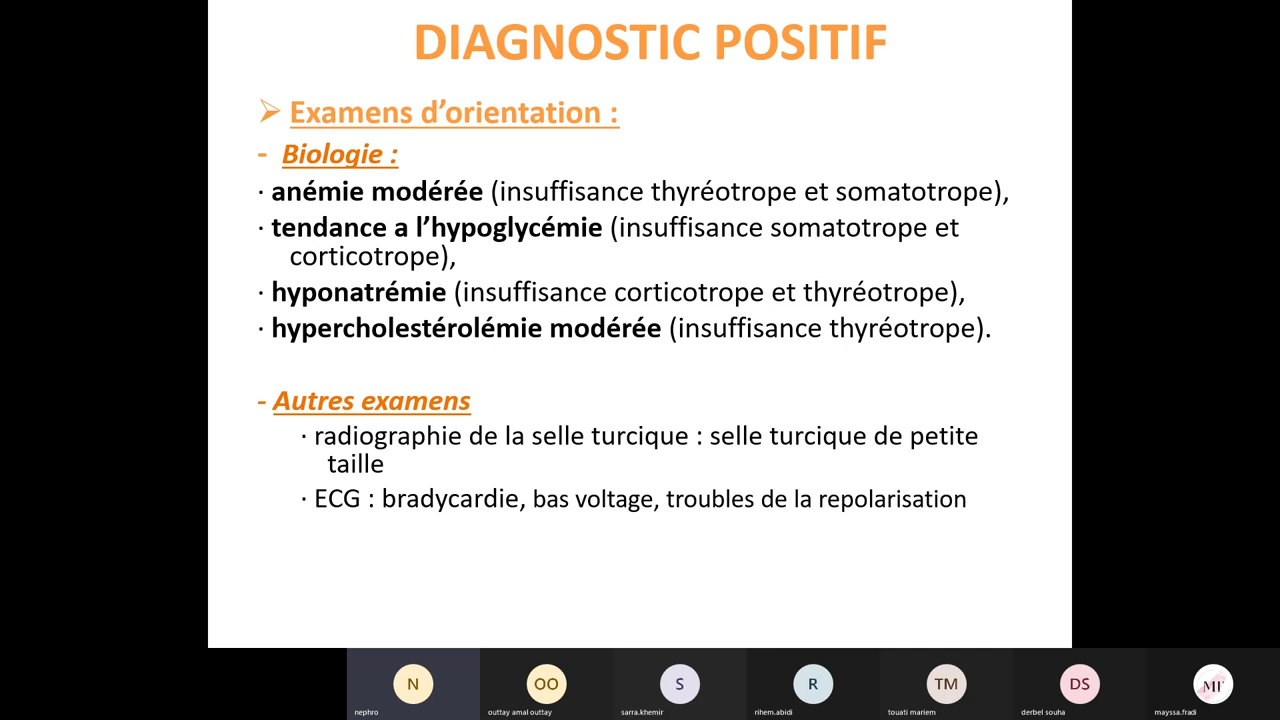 DIAGNOSTIC POSITIF
➢ Examens d’orientation :
- Biologie :
· anémie modérée (insuffisance thyréotrope et somatotrope),
· tendance a l’hypoglycémie (insuffisance somatotrope et
corticotrope),
· hyponatrémie (insuffisance corticotrope et thyréotrope),
· hypercholestérolémie modérée (insuffisance thyréotrope).
- Autres examens
· radiographie de la selle turcique : selle turcique de petite
taille
· ECG : bradycardie, bas voltage, troubles de la repolarisation
N OO S R TM DS MF
nephro outtay amal outtay sarra.khemir rihem.abidi touati mariem derbel souha mayssa.fradi